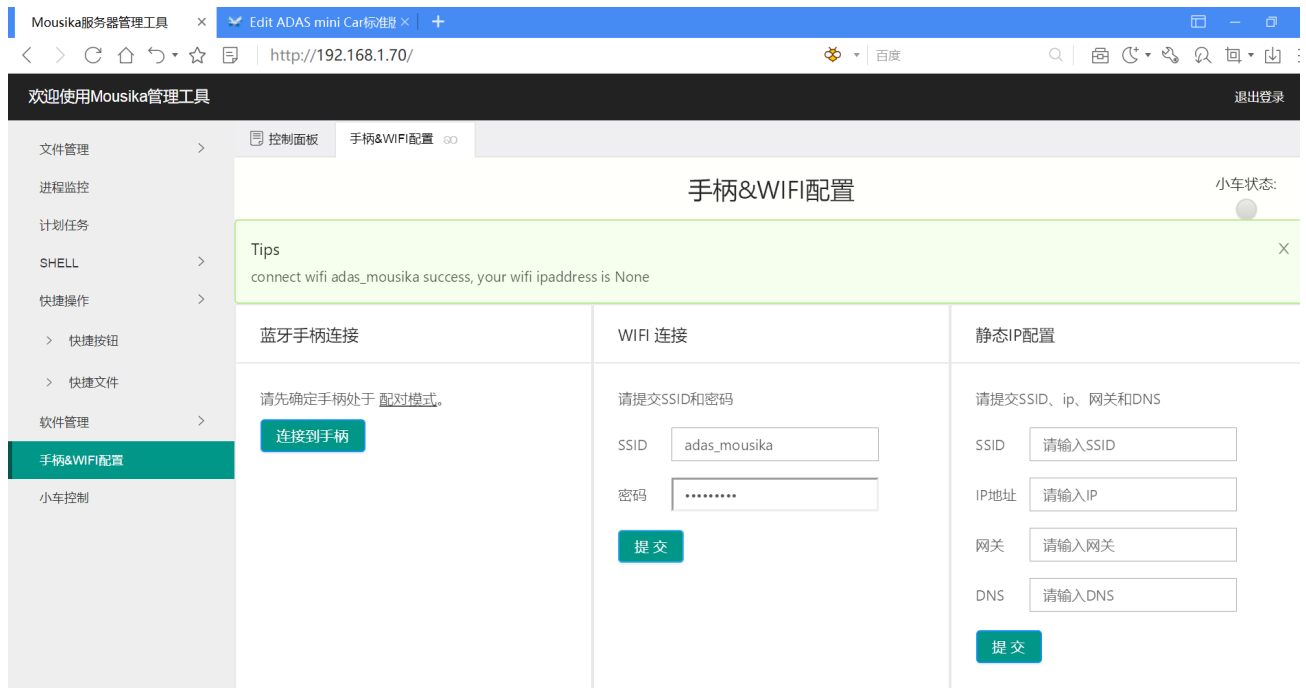 Mousika服务器管理工具
Edit ADAS mini Car标准版
http://192.168.1.70/
百度
欢迎使用Mousika管理工具
退出登录
文件管理
进程监控
计划任务
SHELL
快捷操作
快捷按钮
快捷文件
软件管理
手柄&WIFI配置
小车控制
控制面板
手柄&WIFI配置
手柄&WIFI配置
小车状态:
Tips
connect wifi adas_mousika success, your wifi ipaddress is None
蓝牙手柄连接
请先确定手柄处于 配对模式。
连接到手柄
WIFI 连接
请提交SSID和密码
SSID adas_mousika
密码 •••••••••
提 交
静态IP配置
请提交SSID、ip、网关和DNS
SSID 请输入SSID
IP地址 请输入IP
网关 请输入网关
DNS 请输入DNS
提 交